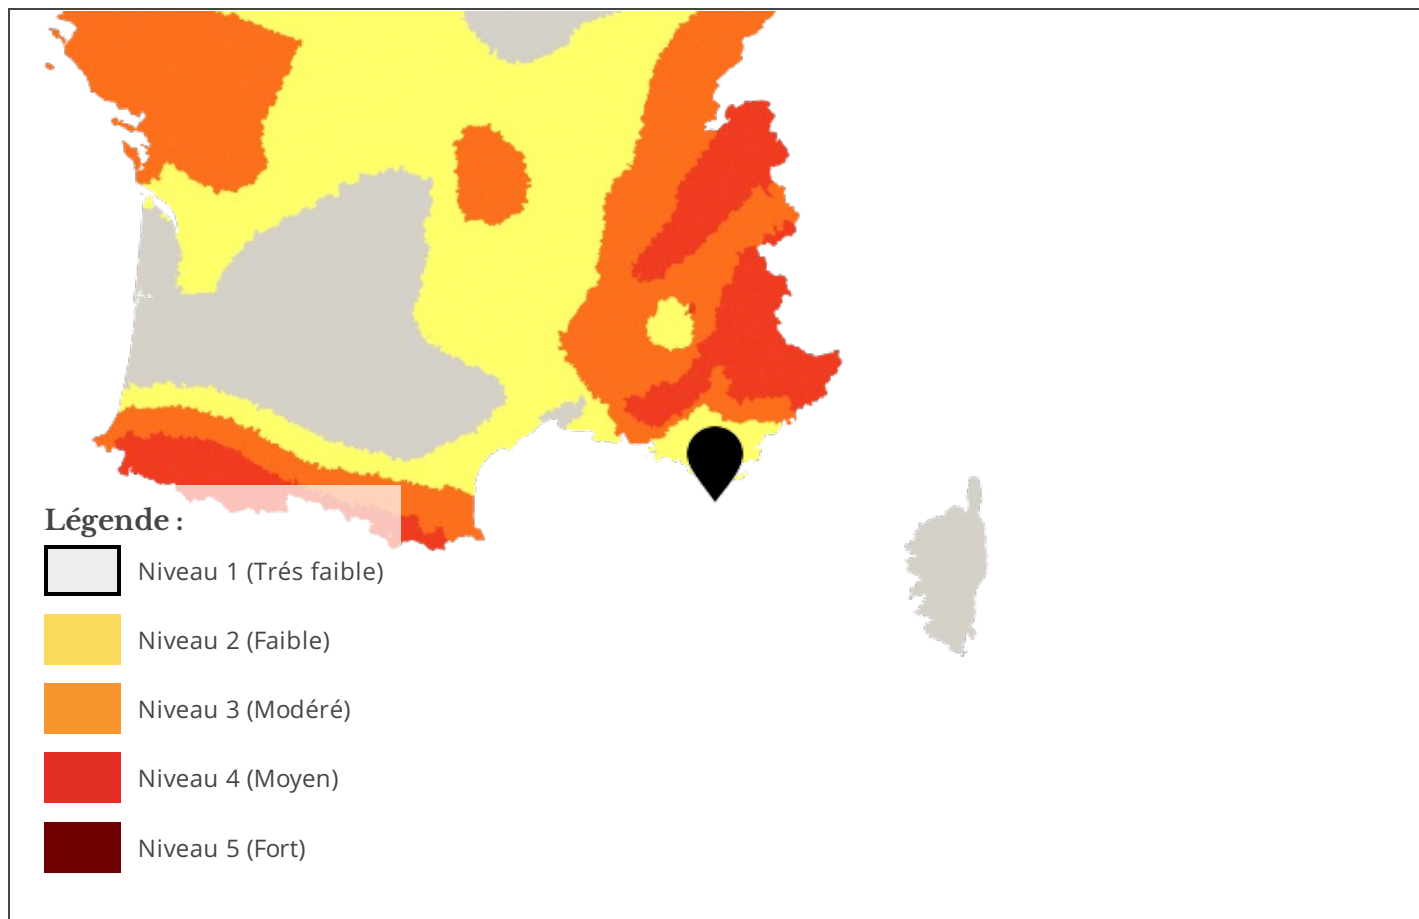 Légende :
Niveau 1 (Trés faible)
Niveau 2 (Faible)
Niveau 3 (Modéré)
Niveau 4 (Moyen)
Niveau 5 (Fort)